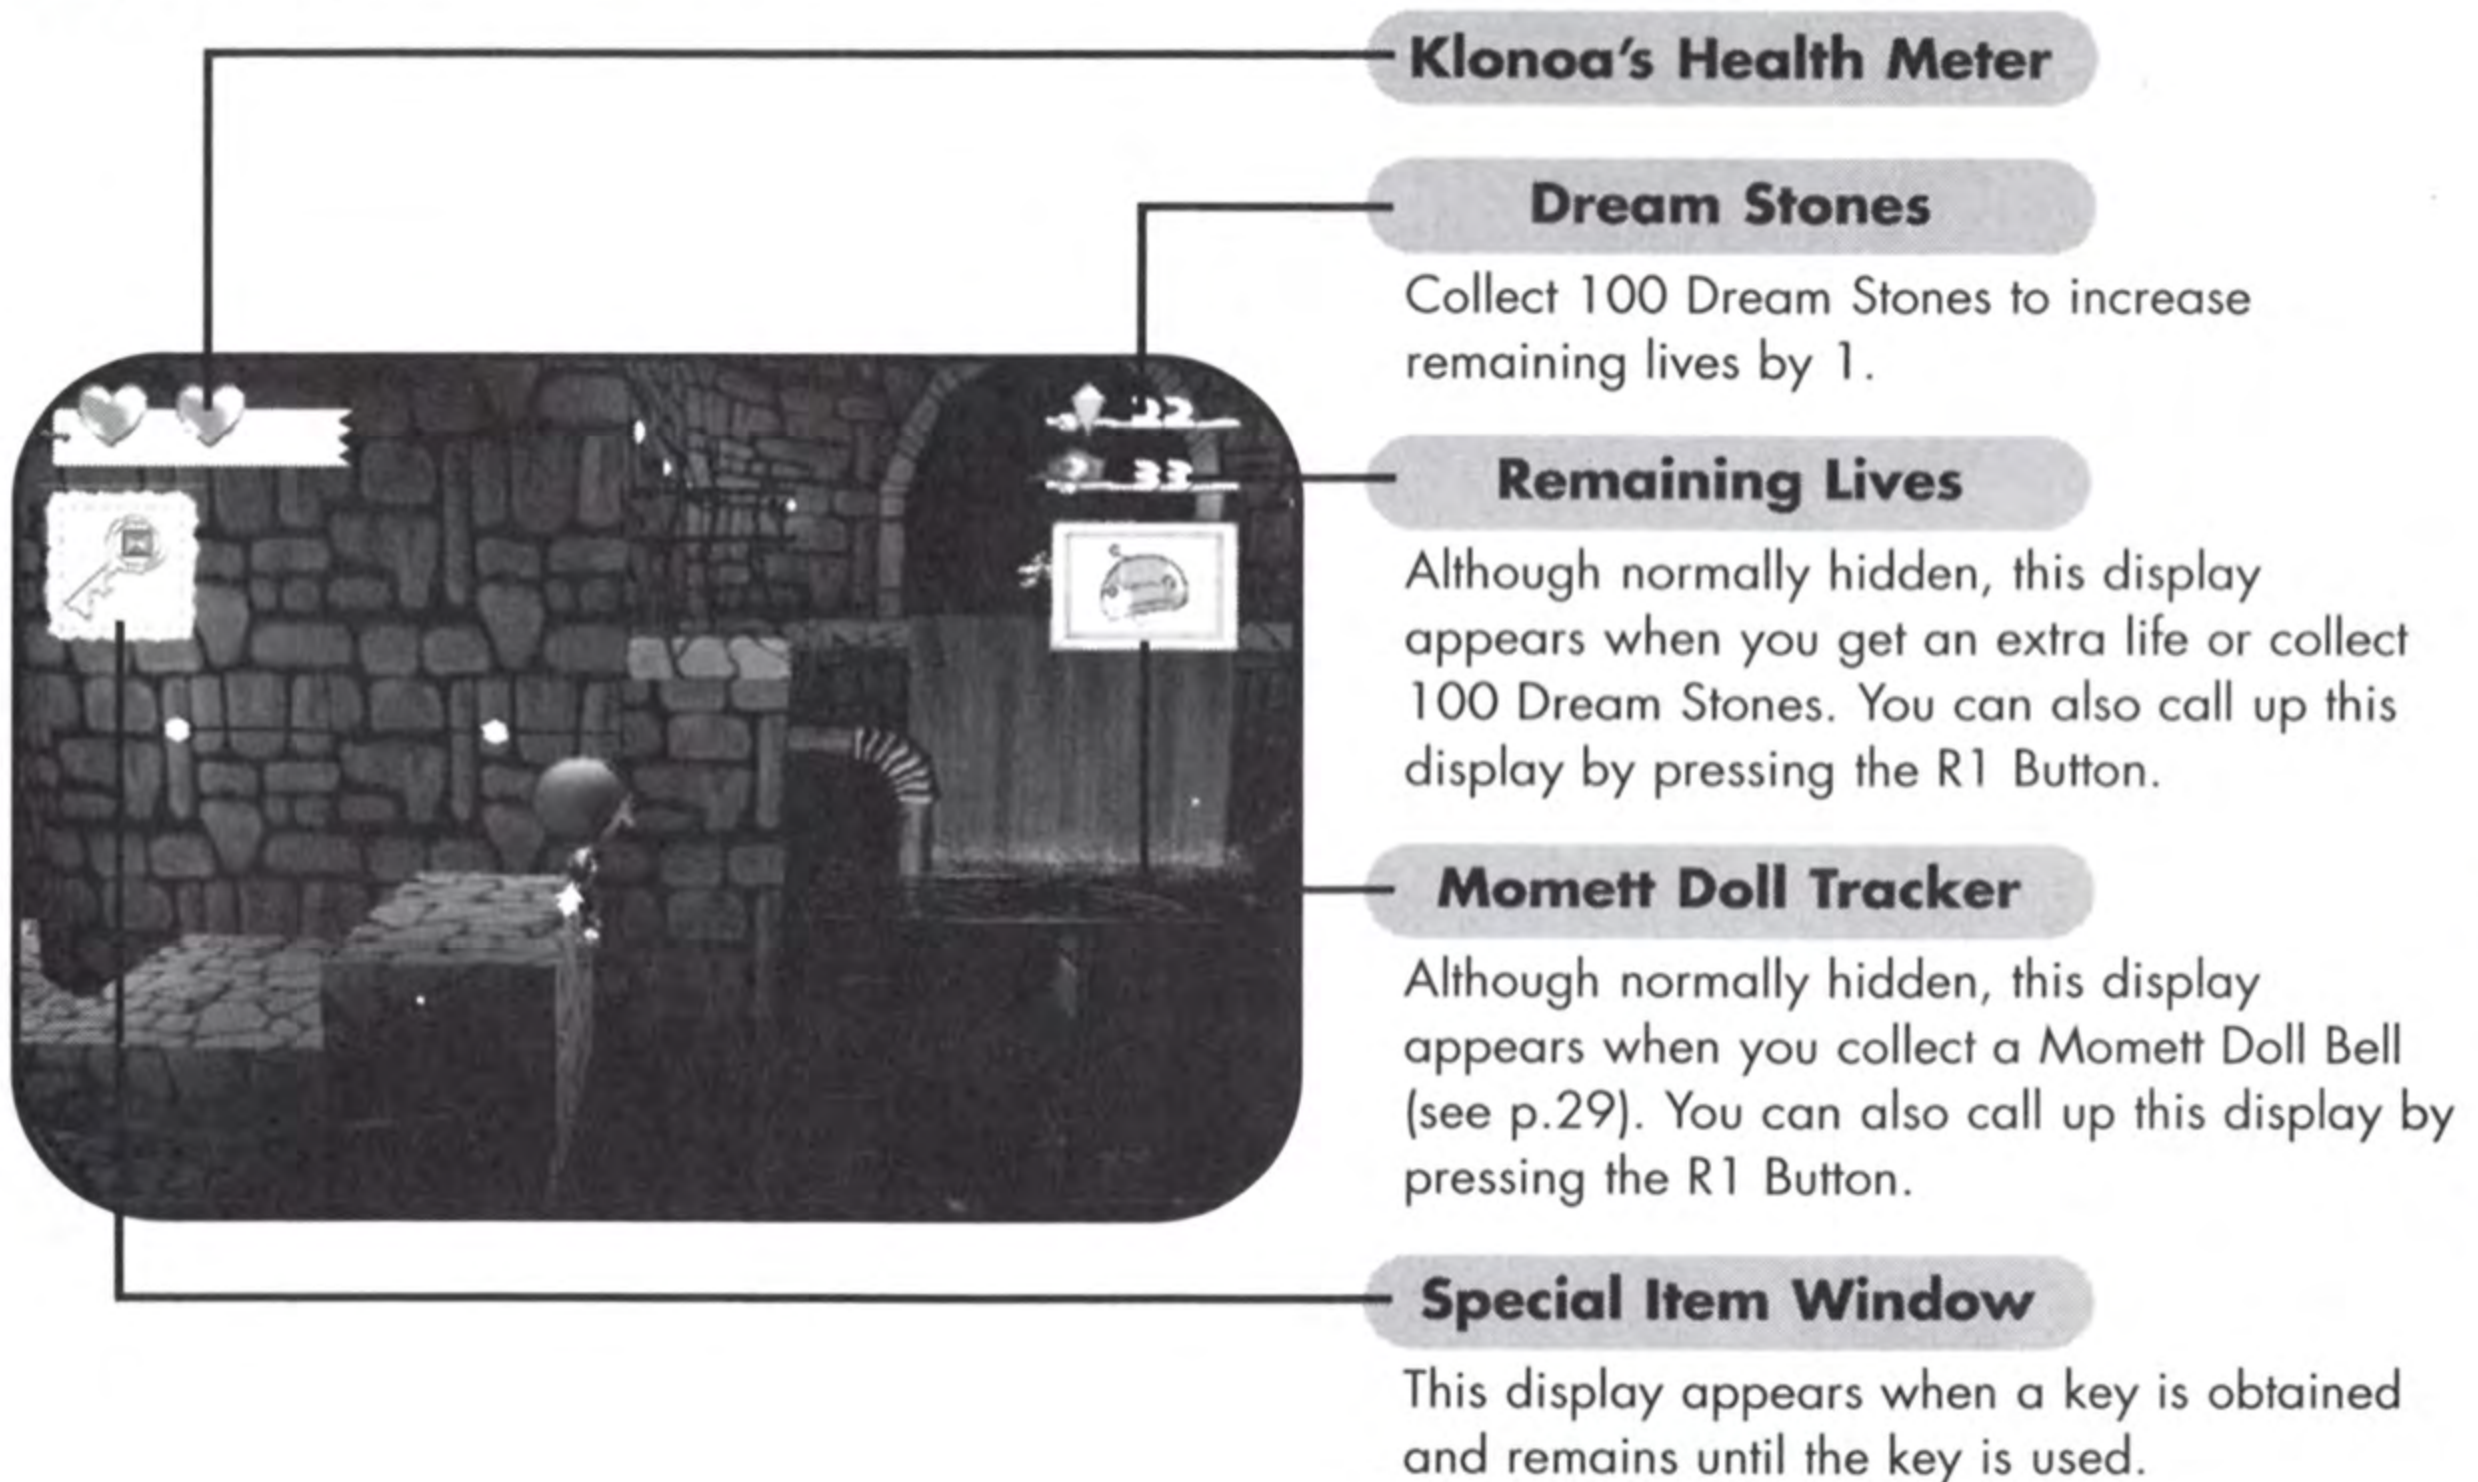 Klonoa's Health Meter
Dream Stones
Collect 100 Dream Stones to increase
remaining lives by 1.
33
Remaining Lives
Although normally hidden, this display
appears when you get an extra life or collect
100 Dream Stones. You can also call up this
display by pressing the R1 Button.
Momett Doll Tracker
Although normally hidden, this display
appears when you collect a Momett Doll Bell
(see p.29). You can also call up this display by
pressing the R1 Button.
Special Item Window
This display appears when a key is obtained
and remains until the key is used.